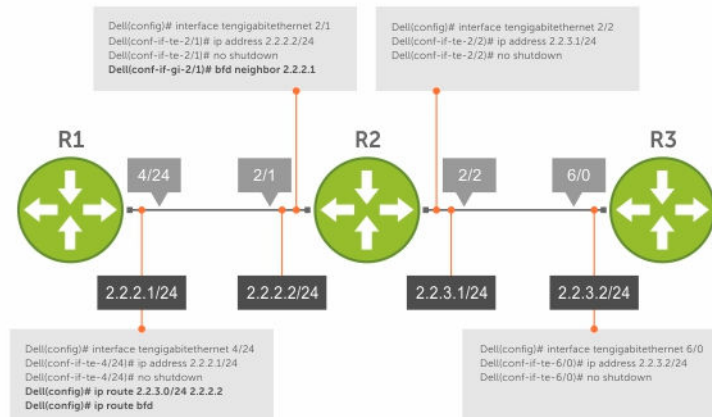 Dell(config)# interface tengigabitethernet 2/1
Dell(conf-if-te-2/1)# ip address 2.2.2.2/24
Dell(conf-if-te-2/1)# no shutdown
Dell(conf-if-gi-2/1)# bfd neighbor 2.2.2.1
Dell(config)# interface tengigabitethernet 2/2
Dell(conf-if-te-2/2)# ip address 2.2.3.1/24
Dell(conf-if-te-2/2)# no shutdown
R1
R2
R3
4/24
2/1
2/2
6/0
2.2.2.1/24
2.2.2.2/24
2.2.3.1/24
2.2.3.2/24
Dell(config)# interface tengigabitethernet 4/24
Dell(conf-if-te-4/24)# ip address 2.2.2.1/24
Dell(conf-if-te-4/24)# no shutdown
Dell(config)# ip route 2.2.3.0/24 2.2.2.2
Dell(config)# ip route bfd
Dell(config)# interface tengigabitethernet 6/0
Dell(conf-if-te-6/0)# ip address 2.2.3.2/24
Dell(conf-if-te-6/0)# no shutdown